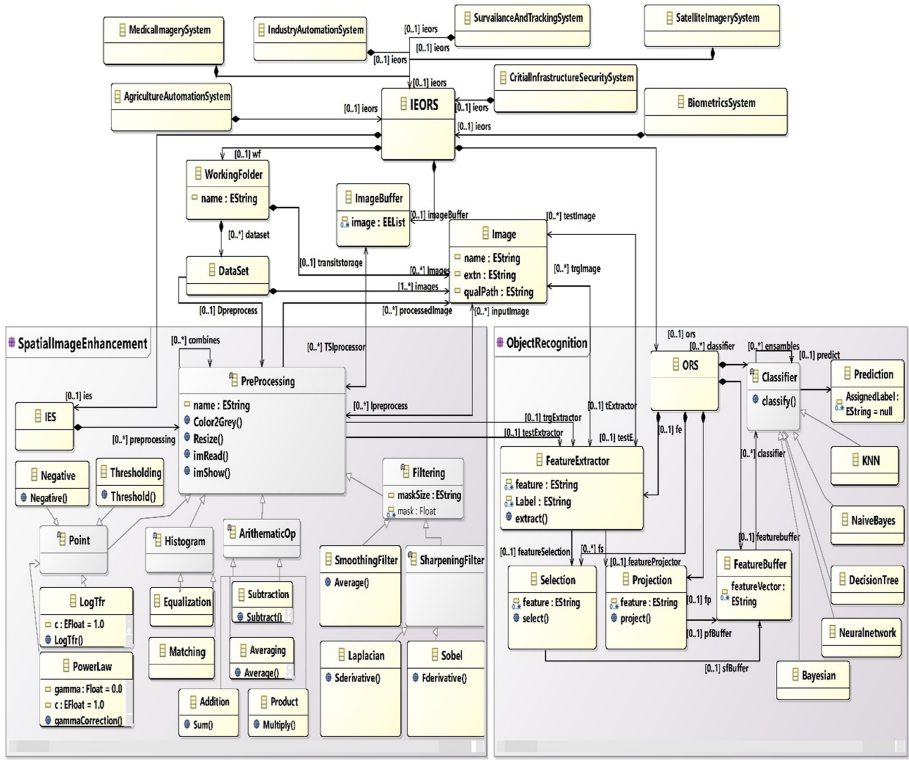 MedicalImagerySystem
IndustryAutomationSystem
SurvailanceAndTrackingSystem
SatelliteImagerySystem
[0..1] ieors
[0..1] ieors
[0..1] ieors
[0..1] ieors
AgricultureAutomationSystem
CritialInfrastructureSecuritySystem
BiometricsSystem
[0..1] ieors
IEORS
[0..1] ieors
[0..1] ieors
[0..1] wf
WorkingFolder
name : EString
ImageBuffer
image : EEList
[0..1] imageBuffer
[0..*] testImage
Image
name : EString
extn : EString
qualPath : EString
[0..*] dataset
[0..1] transitstorage
[0..*] Images
[0..*] trgImage
DataSet
[1..*] images
[0..1] Dpreprocess
[0..*] processedImage
[0..*] inputImage
SpatialImageEnhancement
[0..*] combines
[0..*] TSIprocessor
ObjectRecognition
[0..1] ors
[0..*] classifier
[0..*] ensambles
[0..1] predict
PreProcessing
name : EString
Color2Grey()
Resize()
imRead()
imShow()
ORS
Classifier
classify()
Prediction
AssignedLabel :
EString = null
[0..1] ies
IES
[0..*] preprocessing
[0..*] Ipreprocess
[0..*] trgExtractor
[0..*] testExtractor
[0..*] tExtractor
[0..*] testE
[0..*] fe
[0..*] classifier
KNN
Negative
Negative()
Thresholding
Threshold()
Filtering
maskSize : EString
mask : Float
FeatureExtractor
feature : EString
Label : EString
extract()
NaiveBayes
Point
Histogram
ArithematicOp
[0..1] featureSelection
[0..*] fs
[0..1] featureProjector
[0..1] featurebuffer
SmoothingFilter
Average()
SharpeningFilter
Selection
feature : EString
select()
Projection
feature : EString
project()
FeatureBuffer
featureVector :
EString
DecisionTree
LogTfr
c : EFloat = 1.0
LogTfr()
Equalization
Subtraction
Subtract()
[0..*] fp
[0..1] pfBuffer
Neuralnetwork
Matching
Averaging
Average()
Laplacian
Sderivative()
Sobel
Fderivative()
[0..1] sfBuffer
Bayesian
PowerLaw
gamma : Float = 0.0
c : EFloat = 1.0
gammaCorrection()
Addition
Sum()
Product
Multiply()